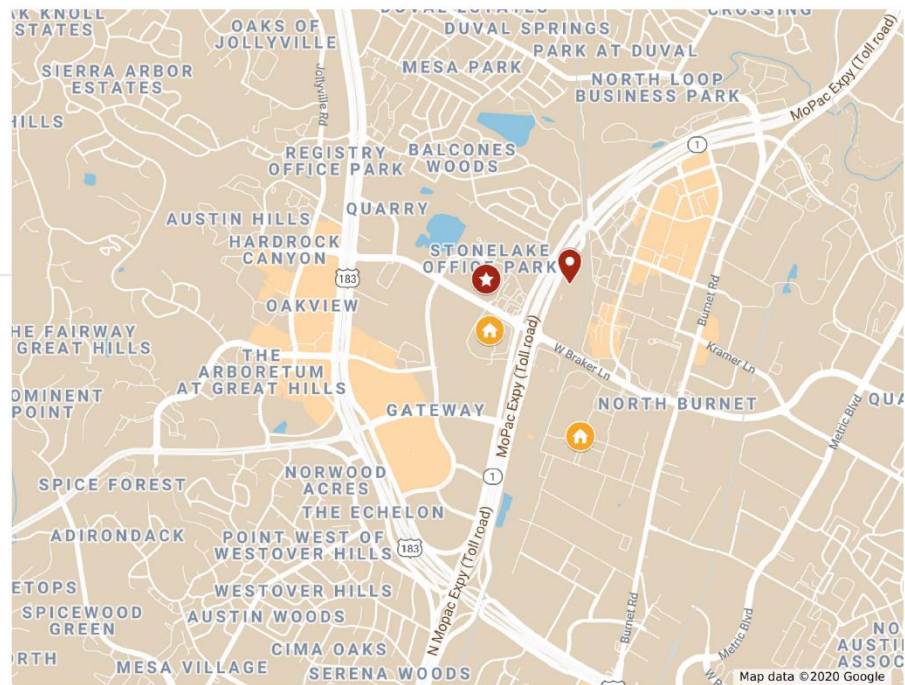 AK KNOLL
STATES
OAKS OF
JOLLYVILLE
DUVAL ESTATES
DUVAL SPRINGS
CROSSING
PARK AT DUVAL
SIERRA ARBOR
ESTATES
Jollyville Rd
MESA PARK
NORTH LOOP
BUSINESS PARK
MoPac Expy (Toll road)
HILLS
REGISTRY
OFFICE PARK
BALCONES
WOODS
1
AUSTIN HILLS
QUARRY
HARDROCK
CANYON
STONELAKE
OFFICE PARK
183
OAKVIEW
Burnet Rd
HE FAIRWAY
GREAT HILLS
THE
ARBORETUM
AT GREAT HILLS
MoPac Expy (Toll road)
W Braker Ln
Kramer Ln
OMINENT
POINT
GATEWAY
NORTH BURNET
QUA
Metric Blvd
SPICE FOREST
NORWOOD
ACRES
1
THE ECHELON
ADIRONDACK
POINT WEST OF
WESTOVER HILLS
183
ETOPS
WESTOVER HILLS
SPICEWOOD
GREEN
AUSTIN WOODS
N Mopac Expy (Toll road)
Burnet Rd
Metric Blvd
NO
AUSTI
ASSOC
RTH
CIMA OAKS
MESA VILLAGE
SERENA WOODS
Map data ©2020 Google